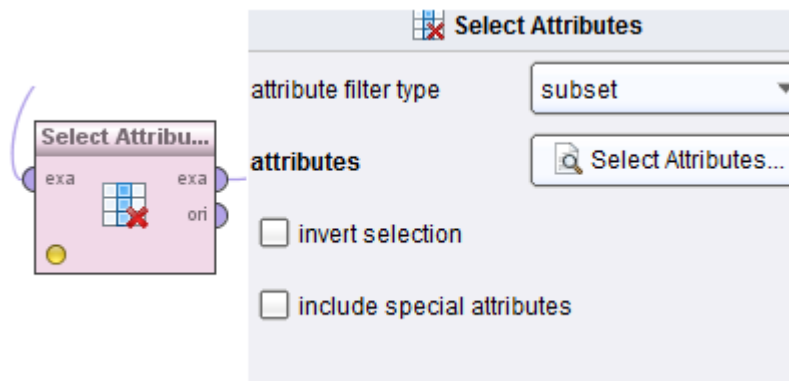 Select Attributes
attribute filter type
subset
Select Attribu...
exa
exa
ori
attributes
Select Attributes...
invert selection
include special attributes